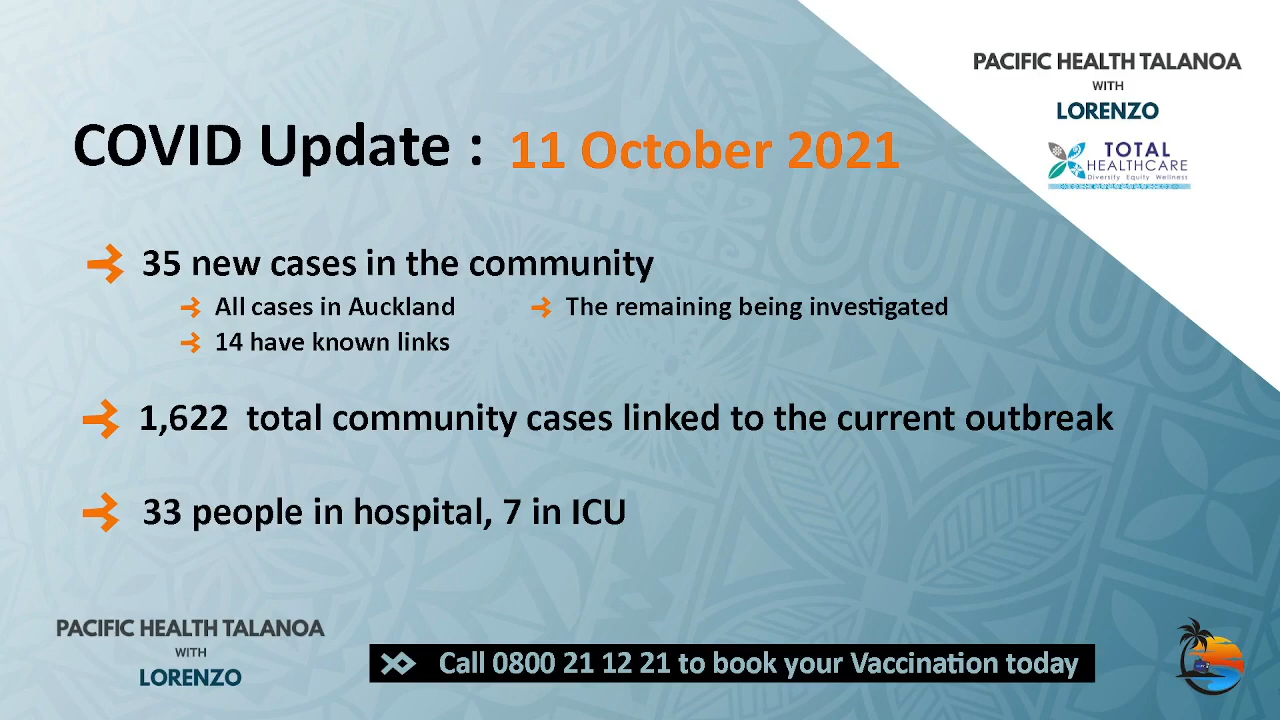 PACIFIC HEALTH TALANOA
WITH
LORENZO
TOTAL
HEALTHCARE
Diversity Equity Wellness
COVID Update : 11 October 2021
35 new cases in the community
All cases in Auckland The remaining being investigated
14 have known links
1,622 total community cases linked to the current outbreak
33 people in hospital, 7 in ICU
PACIFIC HEALTH TALANOA
WITH
LORENZO
Call 0800 21 12 21 to book your Vaccination today